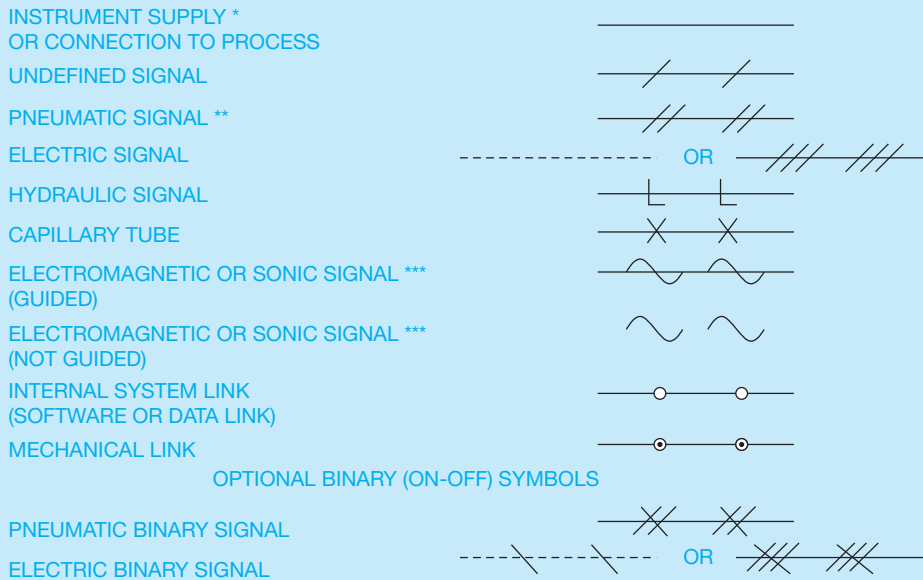 INSTRUMENT SUPPLY *
OR CONNECTION TO PROCESS
UNDEFINED SIGNAL
PNEUMATIC SIGNAL **
ELECTRIC SIGNAL OR
HYDRAULIC SIGNAL
CAPILLARY TUBE
ELECTROMAGNETIC OR SONIC SIGNAL ***
(GUIDED)
ELECTROMAGNETIC OR SONIC SIGNAL ***
(NOT GUIDED)
INTERNAL SYSTEM LINK
(SOFTWARE OR DATA LINK)
MECHANICAL LINK
OPTIONAL BINARY (ON-OFF) SYMBOLS
PNEUMATIC BINARY SIGNAL
ELECTRIC BINARY SIGNAL OR